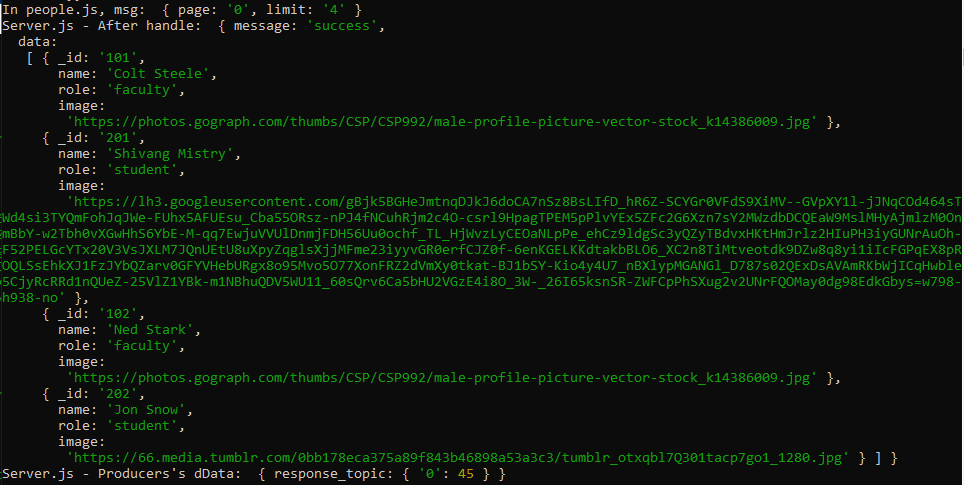 In people.js, msg:  { page: '0', limit: '4' }
Server.js - After handle:  { message: 'success',
  data:
   [ { _id: '101',
       name: 'Colt Steele',
       role: 'faculty',
       image:
        'https://photos.gograph.com/thumbs/CSP/CSP992/male-profile-picture-vector-stock_k14386009.jpg' },
     { _id: '201',
       name: 'Shivang Mistry',
       role: 'student',
       image:
        'https://lh3.googleusercontent.com/gBjk5BGHeJmtnqDJkJ6doCA7nSz8BsLIfD_hR6Z-SCYGr0VFdS9XiMV--GVpXY1l-jJNqCOd464sT
Wd4si3TYQmFohJqJWe-FUhx5AFUEsu_Cba55ORsz-nPJ4fNCuhRjm2c4O-csrl9HpagTPEM5pPlvYEx5ZFc2G6Xzn7sY2MWzdbDCQEaW9MslMHyAjmlzM0On
mBbY-w2Tbh0vXGwHhS6YbE-M-qq7EwjuVVUlDnmjFDH56Uu0ochf_TL_HjWvzLyCEOaNLpPe_ehCz9ldgSc3yQZyTBdvxHKtHmJrlz2HIuPH3iyGUNrAuOh-
F52PELGcYTx20V3VsJXLM7JQnUEtU8uXpyZqglsXjjMFme23iyyvGR0erfCJZ0f-6enKGELKKdtakbBLO6_XC2n8TiMtveotdk9DZw8q8yi1iIrFGPqEX8pR
OQLSsEhkXJ1FzJYbQZarv0GFYVHebURgx8o95Mvo5O77XonFRZ2dVmXy0tkat-BJ1bSY-Kio4y4U7_nBXlypMGANGl_D787s02QExDsAVAmRKbWjICqHwble
5CjyRcRRd1nQUeZ-25VlZ1YBk-m1NBhuQDV5WU11_60sQrv6Ca5bHU2VGzE4i8O_3W-_26I65ksnSR-ZWFCpPhSXug2v2UNrFQOMay0dg98EdkGbys=w798-
h938-no' },
     { _id: '102',
       name: 'Ned Stark',
       role: 'faculty',
       image:
        'https://photos.gograph.com/thumbs/CSP/CSP992/male-profile-picture-vector-stock_k14386009.jpg' },
     { _id: '202',
       name: 'Jon Snow',
       role: 'student',
       image:
        'https://66.media.tumblr.com/0bb178eca375a89f843b46898a53a3c3/tumblr_otxqbl7Q301tacp7go1_1280.jpg' } ] }
Server.js - Producers's dData:  { response_topic: { '0': 45 } }